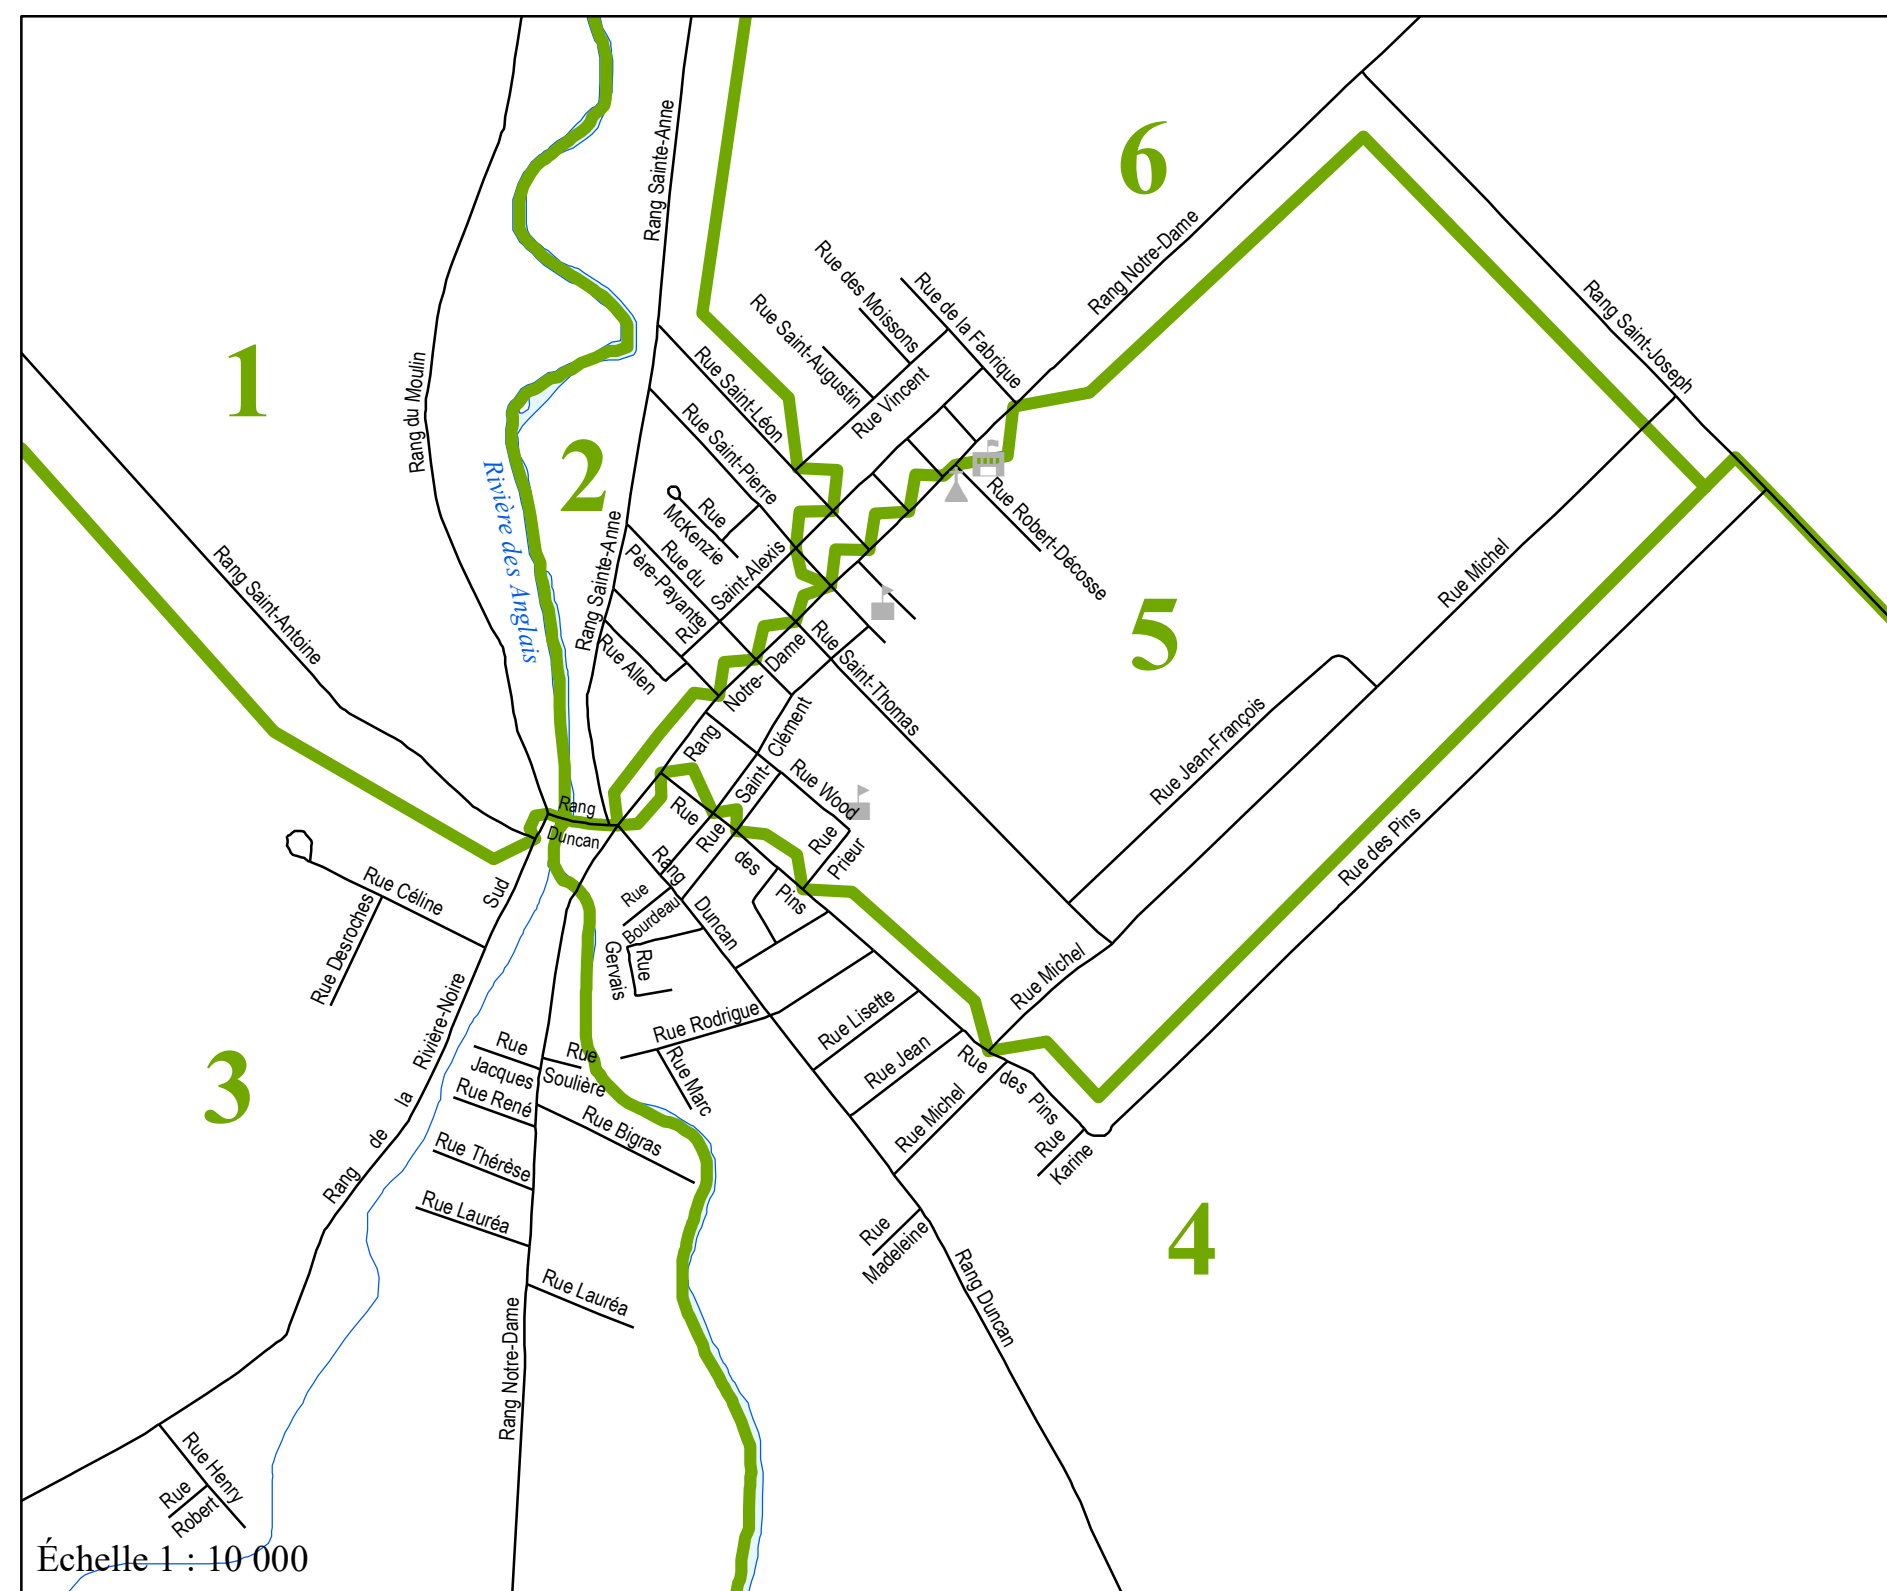 6
Rang Sainte-Anne
Rang Notre-Dame
Rue des Moissons
Rue de la Fabrique
Rue Saint-Augustin
Rang Saint-Joseph
1
Rang du Moulin
Rue Saint-Léon
Rue Vincent
Rue Saint-Pierre
2
Rivière des Anglais
Rue
McKenzie
Rue Robert-Décosse
Rang Sainte-Anne
Rue du
Père-Payante
Rue Saint-Alexis
Rang Saint-Antoine
Rue Michel
5
Rue Allen
Rue Saint-Thomas
Rang Notre-Dame
Rue Jean-François
Rue Saint-Clément
Rue Wood
Rang
Duncan
Rue des Pins
Rue
Prieur
Rue des Pins
Rang Duncan
Rue Céline
Rue
Bourdeau
Rue Desroches
Rue
Gervais
Rue Michel
Rang de la Rivière-Noire Sud
Rue Rodrigue
Rue Lisette
Rue
Jacques
Rue
Soulière
Rue Marc
Rue Jean
Rue des Pins
3
Rue René
Rue Bigras
Rue Michel
Rue
Karine
Rue Thérèse
Rue Lauréa
4
Rue
Madeleine
Rue Lauréa
Rang Duncan
Rang Notre-Dame
Rue Henry
Rue
Robert
Échelle 1 : 10 000